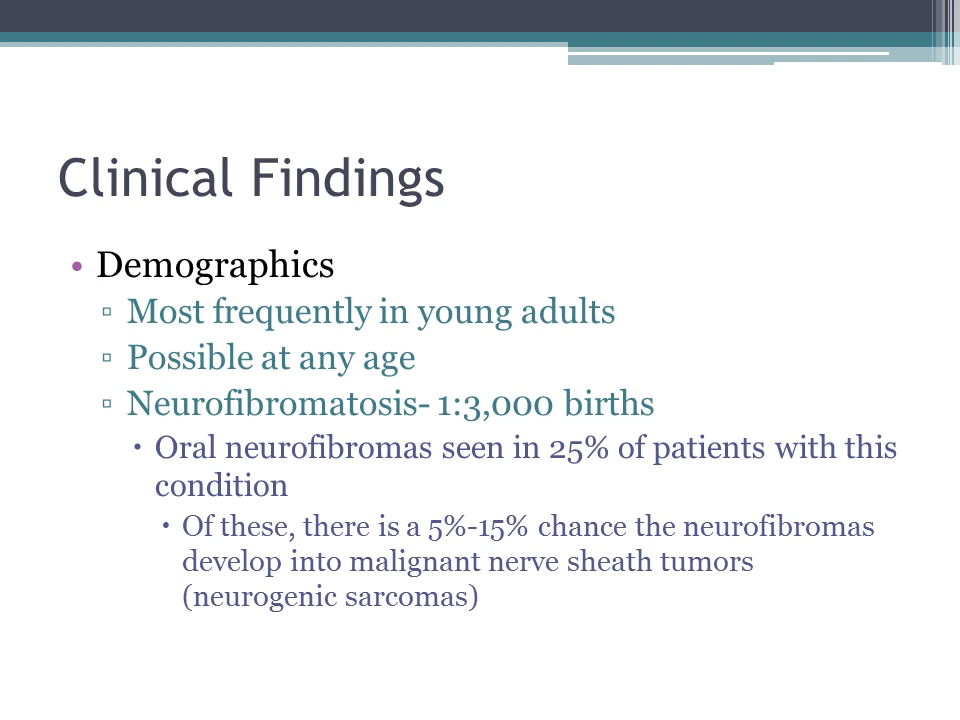 Clinical Findings
• Demographics
▫ Most frequently in young adults
▫ Possible at any age
▫ Neurofibromatosis- 1:3,000 births
▪ Oral neurofibromas seen in 25% of patients with this
condition
▪ Of these, there is a 5%-15% chance the neurofibromas
develop into malignant nerve sheath tumors
(neurogenic sarcomas)